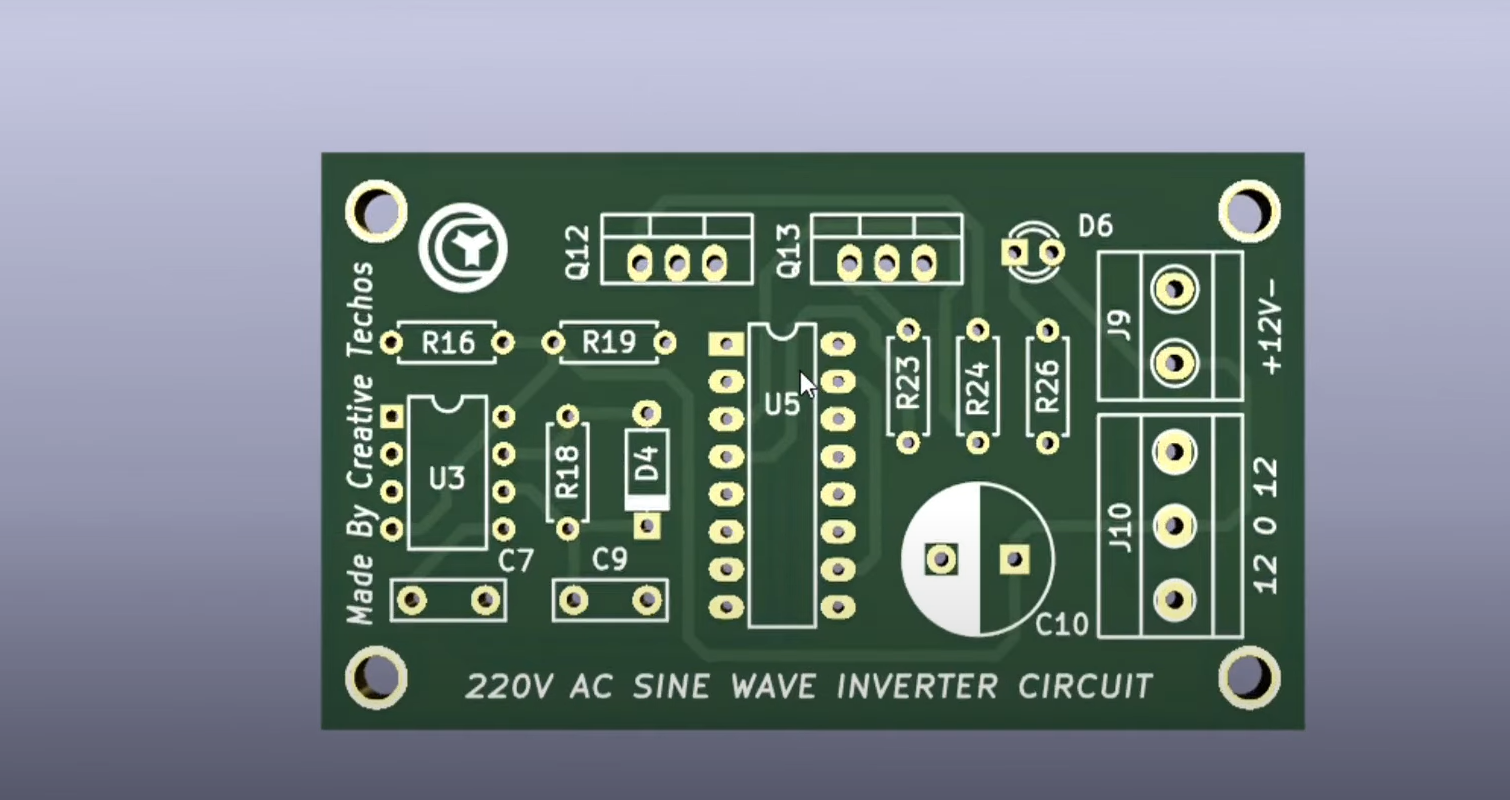 Made By Creative Techos
Q12
Q13
D6
J9
+12V-
R16
R19
U5
R23
R24
R26
U3
R18
D4
J10
12 0 12
C7
C9
C10
220V AC SINE WAVE INVERTER CIRCUIT